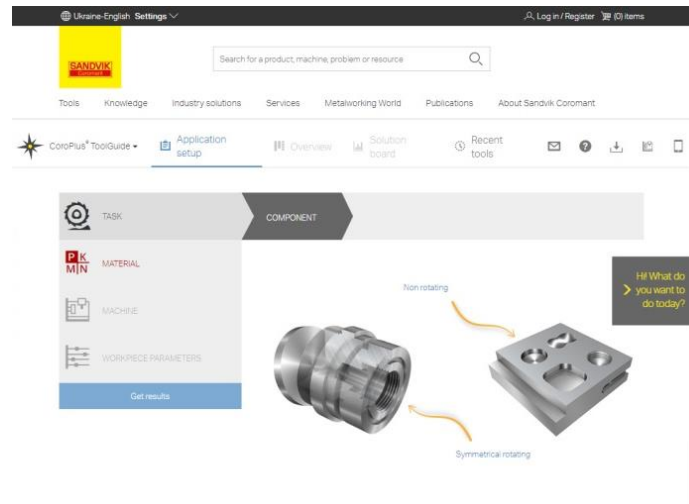 Ukraine-English Settings
Log in / Register (0) items
SANDVIK
Coromant
Search for a product, machine, problem or resource
Tools Knowledge Industry solutions Services Metalworking World Publications About Sandvik Coromant
CoroPlus® ToolGuide
Application setup
Overview
Solution board
Recent tools
TASK
COMPONENT
P K
M N
MATERIAL
MACHINE
WORKPIECE PARAMETERS
Get results
Non rotating
Symmetrical rotating
Hi! What do
you want to
do today?